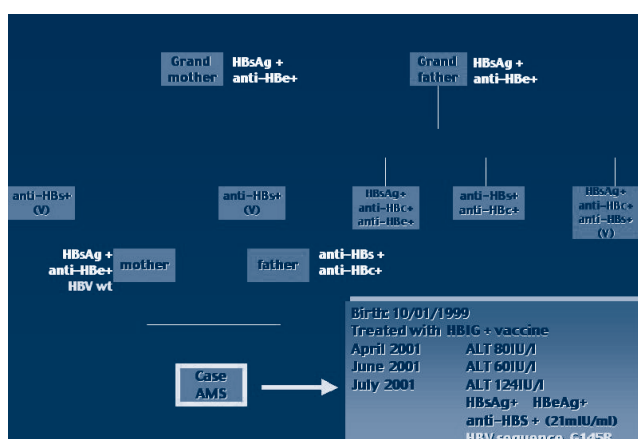 Grand
mother
HBsAg +
anti-HBe+
Grand
father
HBsAg +
anti-HBe+
anti-HBs+
(V)
anti-HBs+
(V)
HBsAg+
anti-HBc+
anti-HBe+
anti-HBs+
anti-HBc+
HBsAg+
anti-HBc+
anti-HBs+
(V)
HBsAg +
anti-HBe+
HBV wt
mother
father
anti-HBs +
anti-HBc+
Birth: 10/01/1999
Treated with HBIG + vaccine
April 2001 ALT 80IU/l
June 2001 ALT 60IU/l
July 2001 ALT 124IU/l
HBsAg+ HBeAg+
anti-HBS + (21mIU/ml)
HBV sequence G145R
Case
AMS